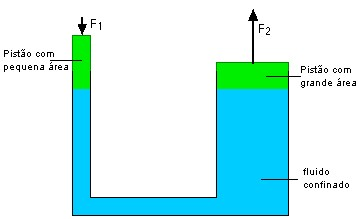 F1
F2
Pistão com
pequena área
Pistão com
grande área
fluido
confinado